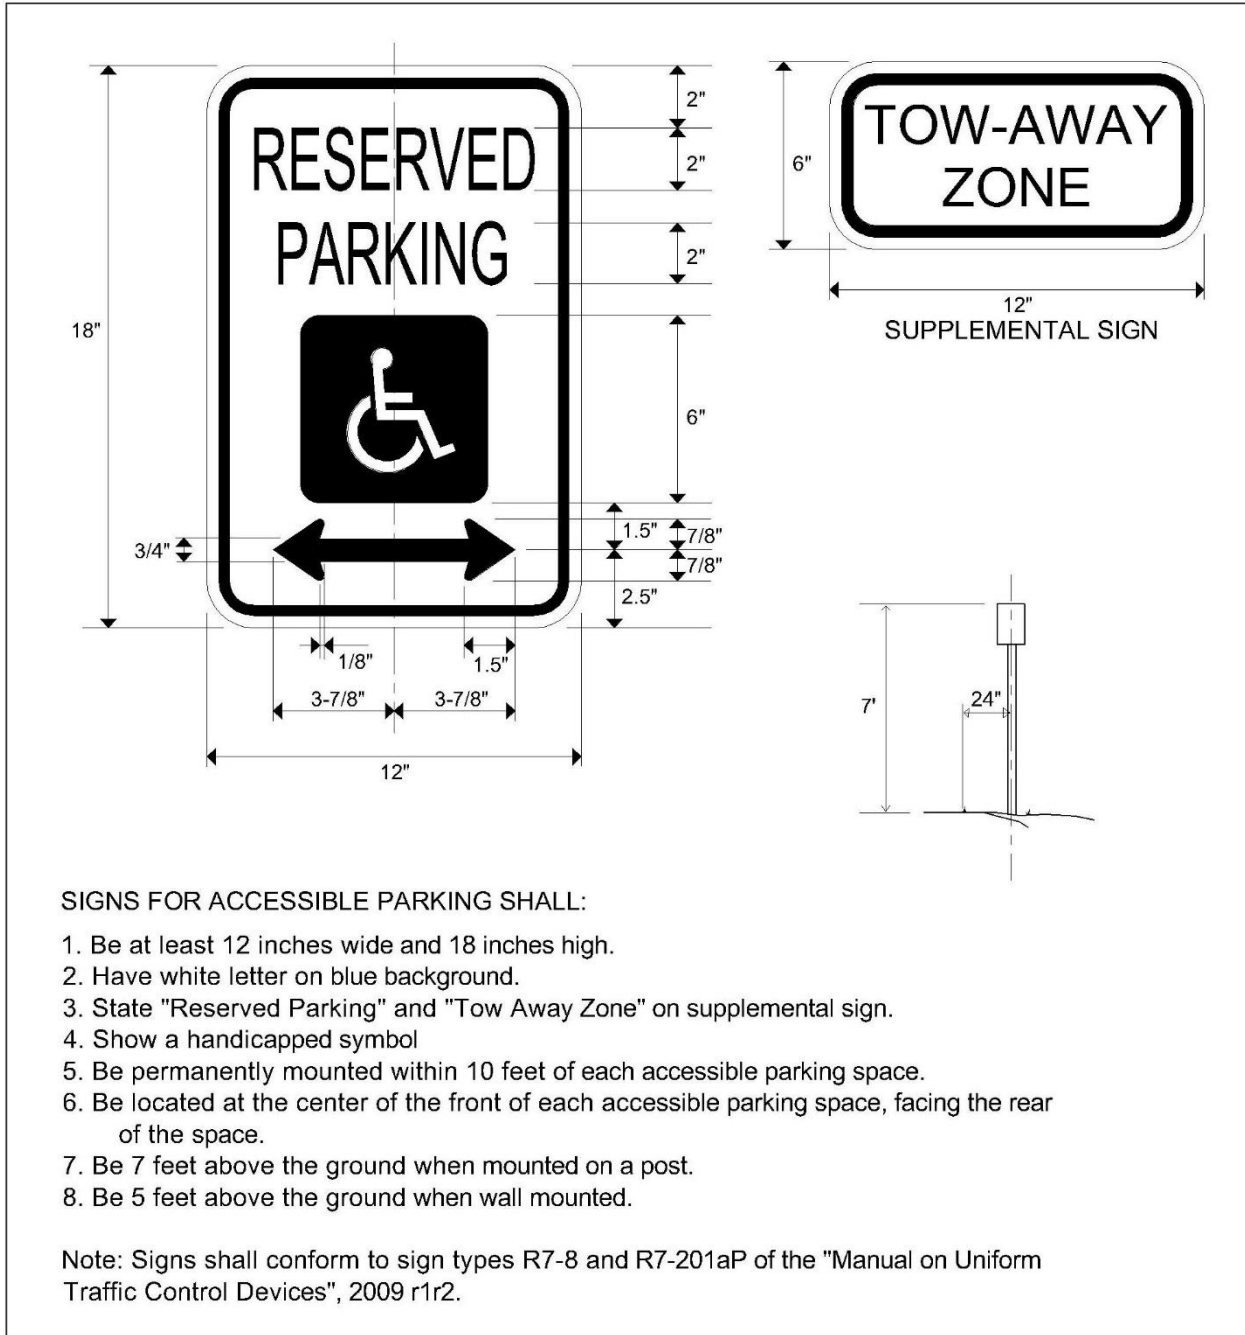 RESERVED
PARKING
18"
2"
2"
2"
6"
1.5"
7/8"
7/8"
2.5"
3/4"
1/8"
1.5"
3-7/8"
3-7/8"
12"
TOW-AWAY
ZONE
6"
12"
SUPPLEMENTAL SIGN
7'
24"
SIGNS FOR ACCESSIBLE PARKING SHALL:
1. Be at least 12 inches wide and 18 inches high.
2. Have white letter on blue background.
3. State "Reserved Parking" and "Tow Away Zone" on supplemental sign.
4. Show a handicapped symbol
5. Be permanently mounted within 10 feet of each accessible parking space.
6. Be located at the center of the front of each accessible parking space, facing the rear
of the space.
7. Be 7 feet above the ground when mounted on a post.
8. Be 5 feet above the ground when wall mounted.
Note: Signs shall conform to sign types R7-8 and R7-201aP of the "Manual on Uniform
Traffic Control Devices", 2009 r1r2.